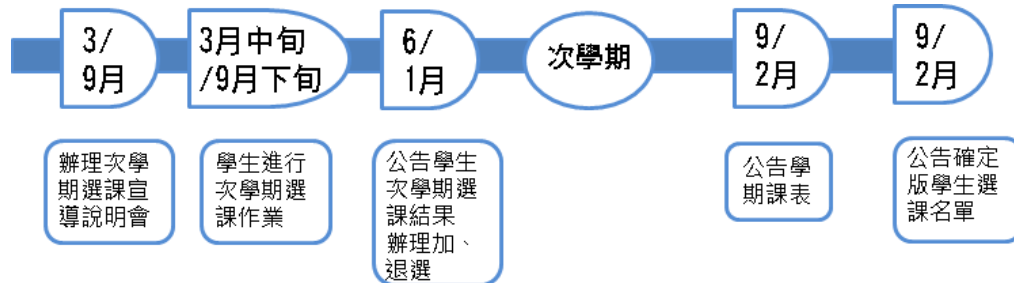 3/
9月
3月中旬
/9月下旬
6/
1月
次學期
9/
2月
9/
2月
辦理次學
期選課宣
導說明會
學生進行
次學期選
課作業
公告學生
次學期選
課結果
辦理加、
退選
公告學
期課表
公告確定
版學生選
課名單